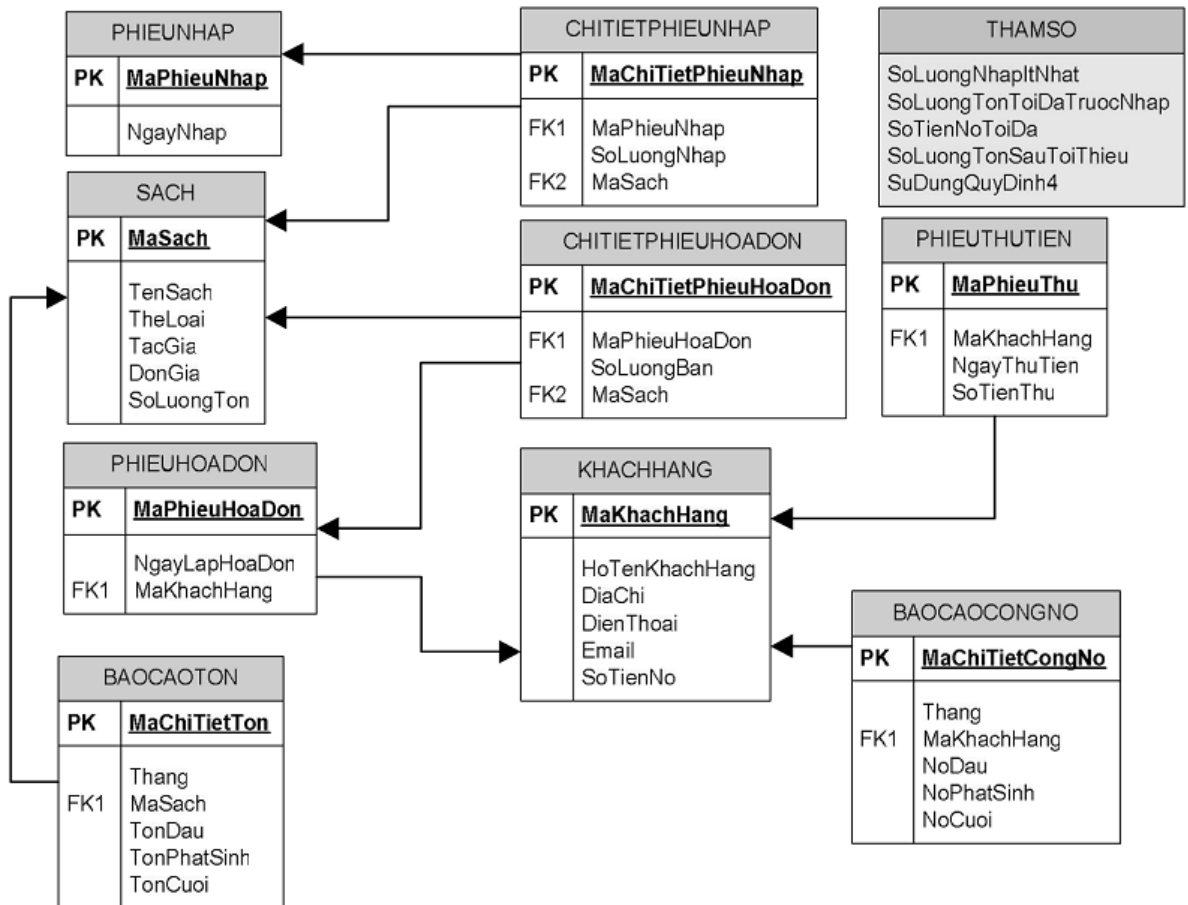 PHIEUNHAP
PK MaPhieuNhap
NgayNhap
CHITIETPHIEUNHAP
PK MaChiTietPhieuNhap
FK1 MaPhieuNhap
SoLuongNhap
FK2 MaSach
THAMSO
SoLuongNhapItNhat
SoLuongTonToiDaTruocNhap
SoTienNoToiDa
SoLuongTonSauToiThieu
SuDungQuyDinh4
SACH
PK MaSach
TenSach
TheLoai
TacGia
DonGia
SoLuongTon
CHITIETPHIEUHOADON
PK MaChiTietPhieuHoaDon
FK1 MaPhieuHoaDon
SoLuongBan
FK2 MaSach
PHIEUTHUTIEN
PK MaPhieuThu
FK1 MaKhachHang
NgayThuTien
SoTienThu
PHIEUHOADON
PK MaPhieuHoaDon
NgayLapHoaDon
FK1 MaKhachHang
KHACHHANG
PK MaKhachHang
HoTenKhachHang
DiaChi
DienThoai
Email
SoTienNo
BAOCAOCONGNO
PK MaChiTietCongNo
Thang
FK1 MaKhachHang
NoDau
NoPhatSinh
NoCuoi
BAOCAOTON
PK MaChiTietTon
Thang
FK1 MaSach
TonDau
TonPhatSinh
TonCuoi